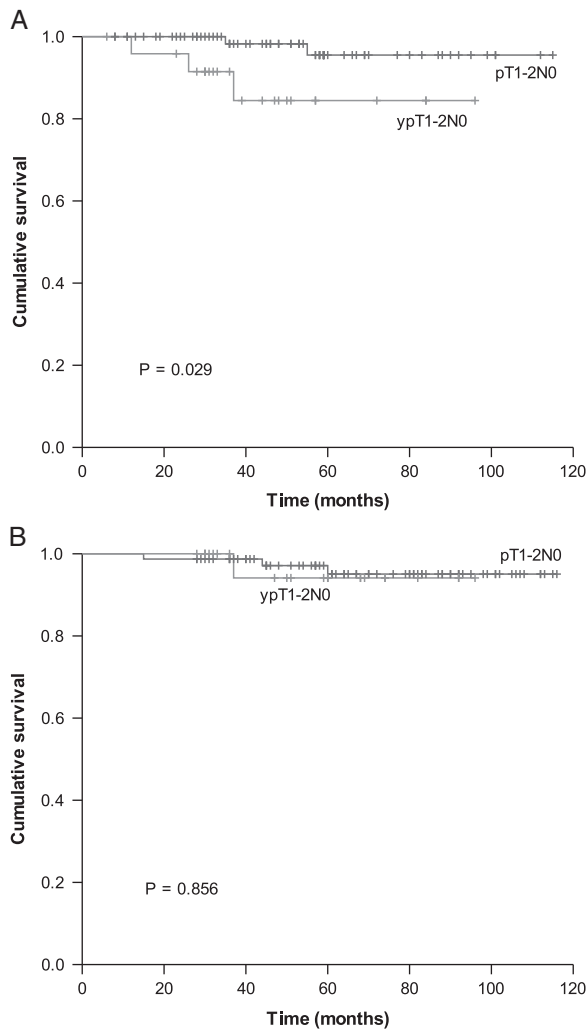 A
1.0
0.8
0.6
0.4
0.2
0.0
Cumulative survival
pT1-2N0
ypT1-2N0
P = 0.029
0 20 40 60 80 100 120
Time (months)
B
1.0
0.8
0.6
0.4
0.2
0.0
Cumulative survival
pT1-2N0
ypT1-2N0
P = 0.856
0 20 40 60 80 100 120
Time (months)